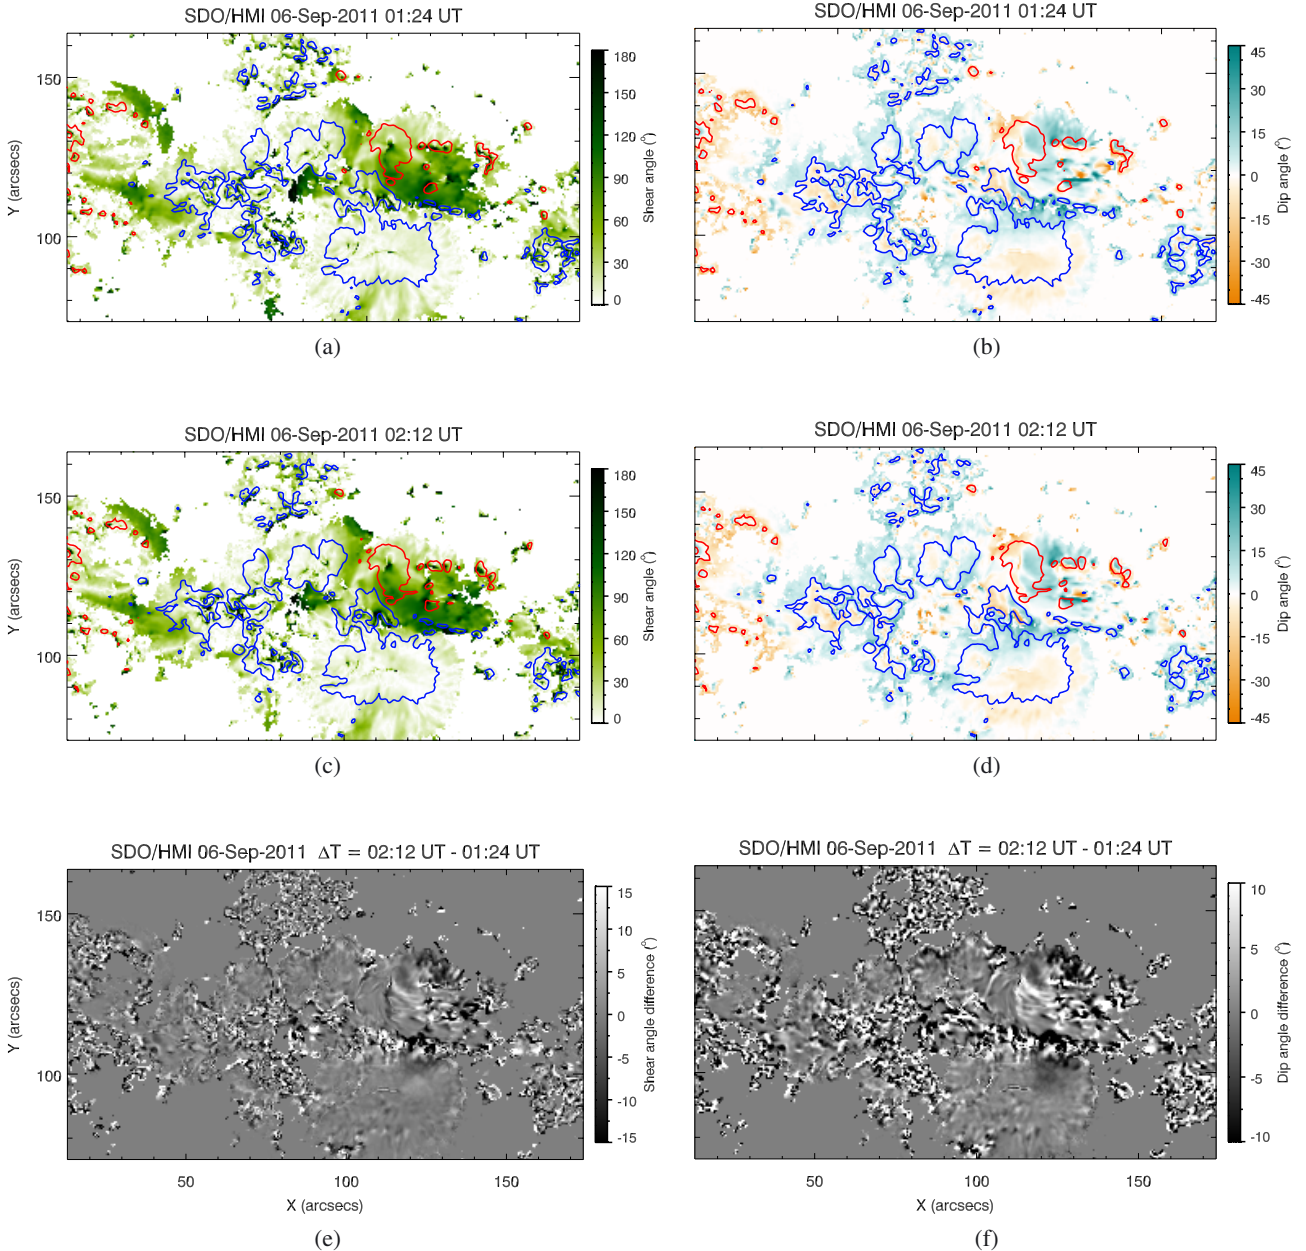 SDO/HMI 06-Sep-2011 01:24 UT
SDO/HMI 06-Sep-2011 01:24 UT
150
100
Y (arcsecs)
180
150
120
90
60
30
0
Shear angle (°)
45
30
15
0
-15
-30
-45
Dip angle (°)
(a)
(b)
SDO/HMI 06-Sep-2011 02:12 UT
SDO/HMI 06-Sep-2011 02:12 UT
150
100
Y (arcsecs)
180
150
120
90
60
30
0
Shear angle (°)
45
30
15
0
-15
-30
-45
Dip angle (°)
(c)
(d)
SDO/HMI 06-Sep-2011 ΔT = 02:12 UT - 01:24 UT
SDO/HMI 06-Sep-2011 ΔT = 02:12 UT - 01:24 UT
150
100
Y (arcsecs)
15
10
5
0
-5
-10
-15
Shear angle difference (°)
10
5
0
-5
-10
Dip angle difference (°)
50 100 150
50 100 150
X (arcsecs)
X (arcsecs)
(e)
(f)